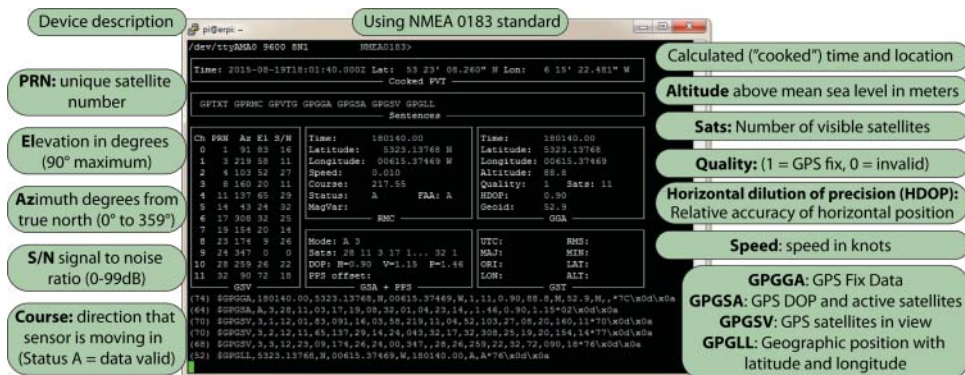 Device description
Using NMEA 0183 standard
PRN: unique satellite
number
Elevation in degrees
(90° maximum)
Azimuth degrees from
true north (0° to 359°)
S/N signal to noise
ratio (0-99dB)
Course: direction that
sensor is moving in
(Status A = data valid)
pi@erpi: ~
/dev/ttyAMA0 9600 8N1 NMEA0183>
Time: 2015-08-19T18:01:40.000Z Lat: 53 23' 08.260" N Lon: 6 15' 22.481" W
Cooked PVT
GPTXT GPRMC GPVTG GPGGA GPGSA GPGSV GPGLL
Sentences
Ch PRN Az El S/N
0 1 91 83 16
1 3 219 58 11
2 4 103 52 27
3 8 160 20 11
4 11 137 65 29
5 14 43 24 32
6 17 308 32 25
7 19 154 20 14
8 23 174 9 26
9 24 347 0 0
10 28 259 26 22
11 32 90 72 18
GSV
Time: 180140.00
Latitude: 5323.13768 N
Longitude: 00615.37469 W
Speed: 0.010
Course: 217.55
Status: A FAA: A
MagVar:
RMC
Time: 180140.00
Latitude: 5323.13768
Longitude: 00615.37469
Altitude: 88.8
Quality: 1 Sats: 11
HDOP: 0.90
Geoid: 52.9
GGA
Mode: A 3
Sats: 28 11 3 17 1... 32 1
DOP: H=0.90 V=1.15 P=1.46
PPS offset:
GSA + PPS
UTC: RMS:
MAJ: MIN:
ORI: LAT:
LON: ALT:
GST
(74) $GPGGA,180140.00,5323.13768,N,00615.37469,W,1,11,0.90,88.8,M,52.9,M,,*7C\x0d\x0a
(64) $GPGSA,A,3,28,11,03,17,19,08,32,01,04,23,14,,1.46,0.90,1.15*02\x0d\x0a
(70) $GPGSV,3,1,12,01,83,091,16,03,58,219,11,04,52,103,27,08,20,160,11*70\x0d\x0a
(70) $GPGSV,3,2,12,11,65,137,29,14,24,043,32,17,32,308,25,19,20,154,14*77\x0d\x0a
(68) $GPGSV,3,3,12,23,09,174,26,24,00,347,,28,26,259,22,32,72,090,18*76\x0d\x0a
(52) $GPGLL,5323.13768,N,00615.37469,W,180140.00,A,A*76\x0d\x0a
Calculated ("cooked") time and location
Altitude above mean sea level in meters
Sats: Number of visible satellites
Quality: (1 = GPS fix, 0 = invalid)
Horizontal dilution of precision (HDOP):
Relative accuracy of horizontal position
Speed: speed in knots
GPGGA: GPS Fix Data
GPGSA: GPS DOP and active satellites
GPGSV: GPS satellites in view
GPGLL: Geographic position with
latitude and longitude